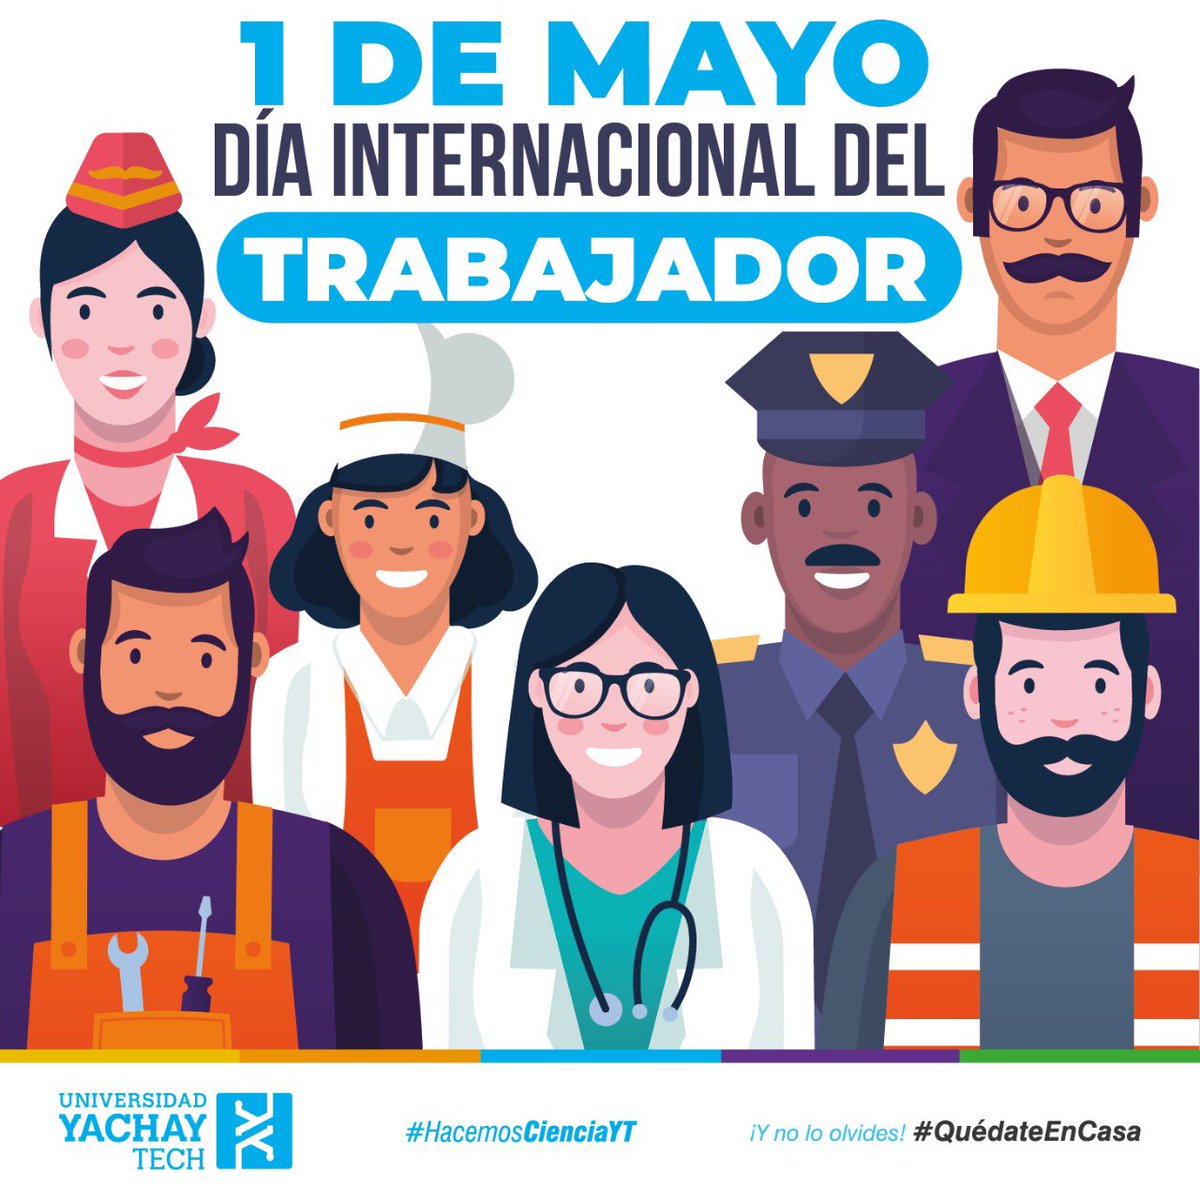 1 DE MAYO
DÍA INTERNACIONAL DEL
TRABAJADOR
UNIVERSIDAD
YACHAY
TECH
#HacemosCienciaYT
¡Y no lo olvides! #QuédateEnCasa